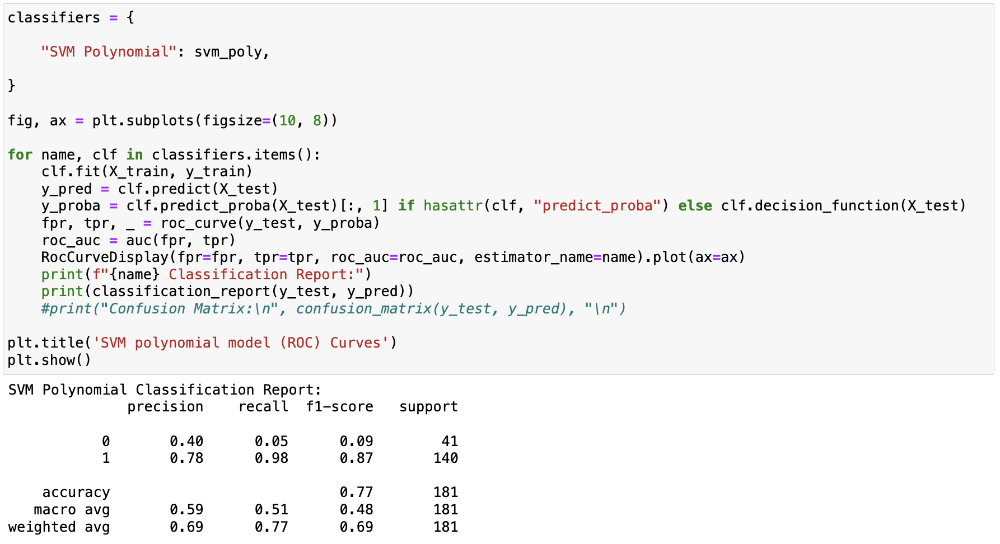 classifiers = {
    "SVM Polynomial": svm_poly,
}
fig, ax = plt.subplots(figsize=(10, 8))
for name, clf in classifiers.items():
    clf.fit(X_train, y_train)
    y_pred = clf.predict(X_test)
    y_proba = clf.predict_proba(X_test)[:, 1] if hasattr(clf, "predict_proba") else clf.decision_function(X_test)
    fpr, tpr, _ = roc_curve(y_test, y_proba)
    roc_auc = auc(fpr, tpr)
    RocCurveDisplay(fpr=fpr, tpr=tpr, roc_auc=roc_auc, estimator_name=name).plot(ax=ax)
    print(f"{name} Classification Report:")
    print(classification_report(y_test, y_pred))
    #print("Confusion Matrix:\n", confusion_matrix(y_test, y_pred), "\n")
plt.title('SVM polynomial model (ROC) Curves')
plt.show()
SVM Polynomial Classification Report:
              precision    recall  f1-score   support
           0       0.40      0.05      0.09        41
           1       0.78      0.98      0.87       140
    accuracy                           0.77       181
   macro avg       0.59      0.51      0.48       181
weighted avg       0.69      0.77      0.69       181